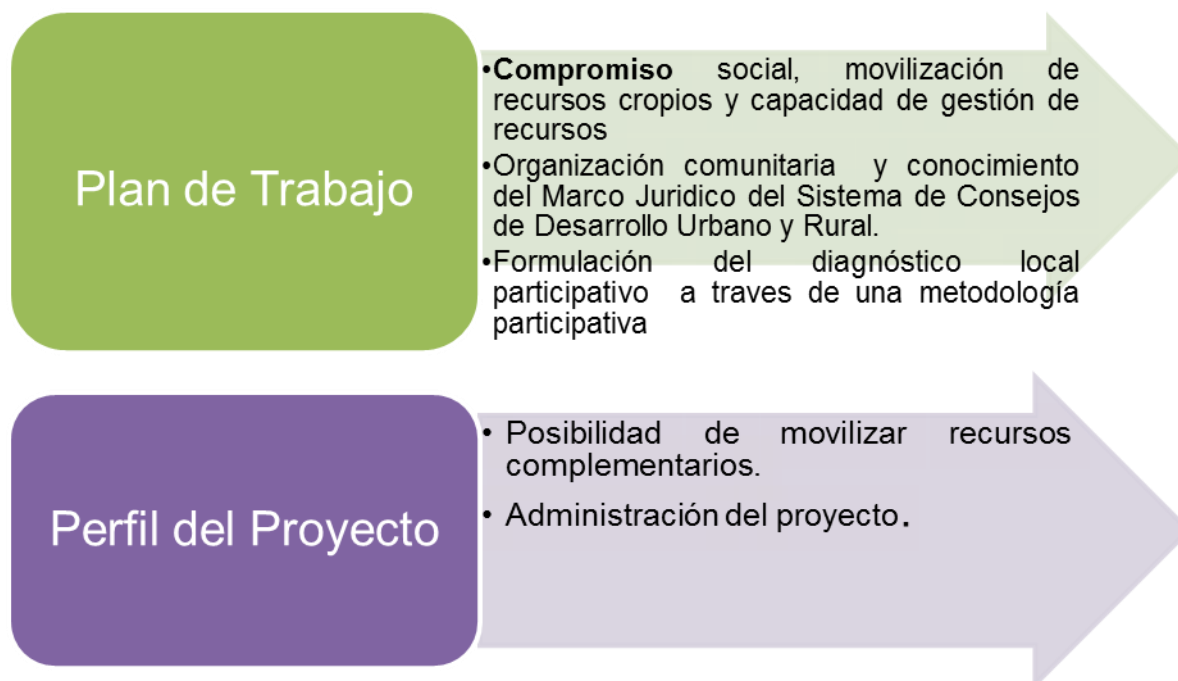 Plan de Trabajo
•Compromiso social, movilización de
recursos cropios y capacidad de gestión de
recursos
•Organización comunitaria y conocimiento
del Marco Juridico del Sistema de Consejos
de Desarrollo Urbano y Rural.
•Formulación del diagnóstico local
participativo a traves de una metodología
participativa
Perfil del Proyecto
• Posibilidad de movilizar recursos
complementarios.
• Administración del proyecto.